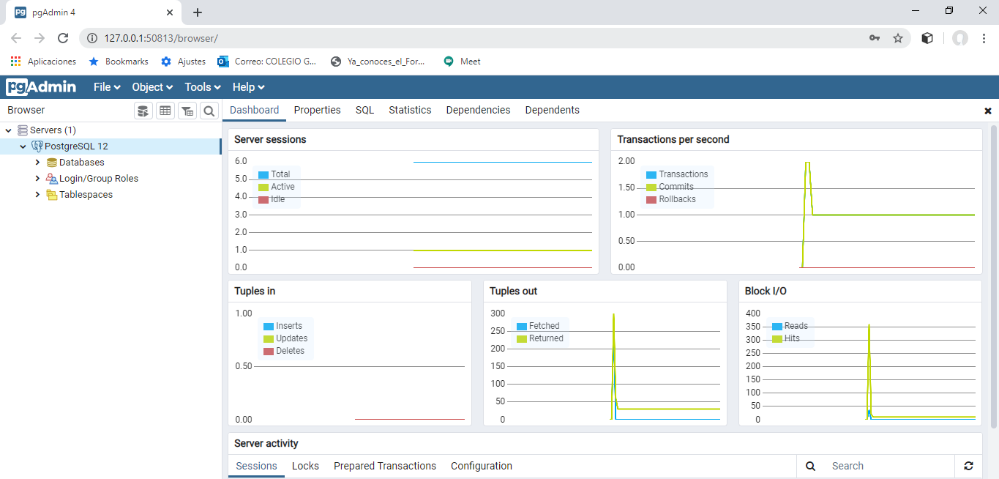 pgAdmin 4
127.0.0.1:50813/browser/
Aplicaciones Bookmarks Ajustes Correo: COLEGIO G... Ya_conoces_el_For... Meet
pgAdmin File Object Tools Help
Browser
Dashboard Properties SQL Statistics Dependencies Dependents
Servers (1)
PostgreSQL 12
Databases
Login/Group Roles
Tablespaces
Server sessions
6.0
5.0
4.0
3.0
2.0
1.0
0.0
Total
Active
Idle
Transactions per second
2.00
1.50
1.00
0.50
0.00
Transactions
Commits
Rollbacks
Tuples in
1.00
0.50
0.00
Inserts
Updates
Deletes
Tuples out
300
250
200
150
100
50
0
Fetched
Returned
Block I/O
400
350
300
250
200
150
100
50
0
Reads
Hits
Server activity
Sessions Locks Prepared Transactions Configuration Search